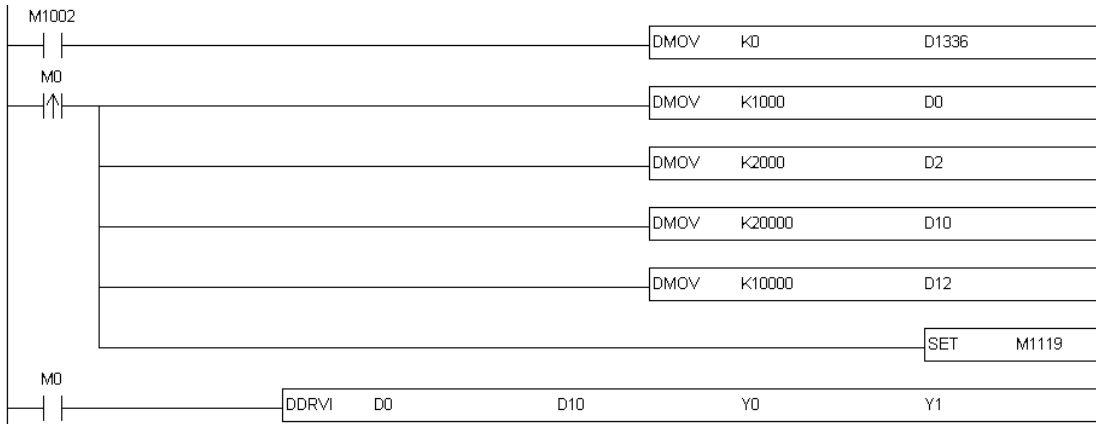 M1002
DMOV K0 D1336
M0
DMOV K1000 D0
DMOV K2000 D2
DMOV K20000 D10
DMOV K10000 D12
SET M1119
M0
DDRVI D0 D10 Y0 Y1